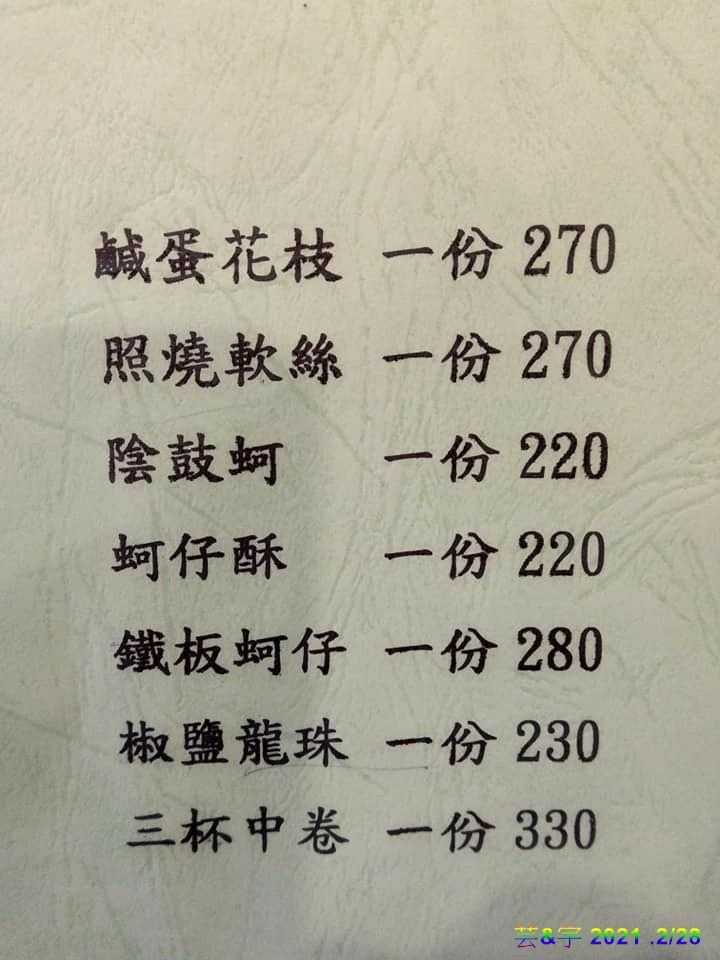 鹹蛋花枝 一份 270
照燒軟絲 一份 270
陰鼓蚵 一份 220
蚵仔酥 一份 220
鐵板蚵仔 一份 280
椒鹽龍珠 一份 230
三杯中卷 一份 330
芸&宇 2021 .2/28